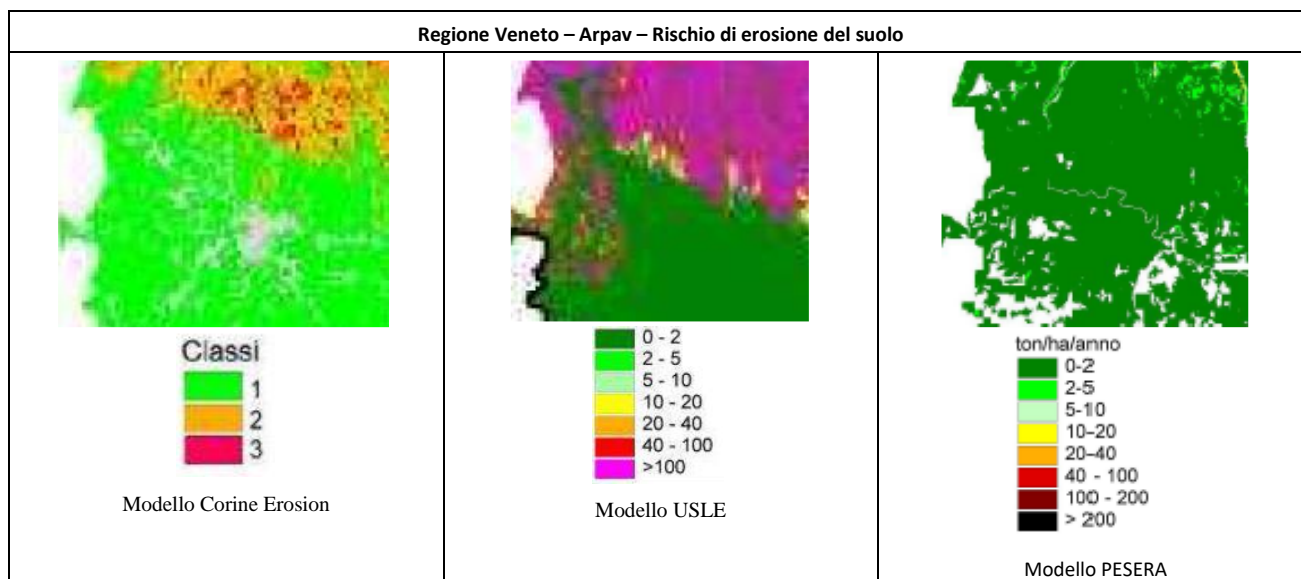 Regione Veneto – Arpav – Rischio di erosione del suolo
Classi
1
2
3
Modello Corine Erosion
0 - 2
2 - 5
5 - 10
10 - 20
20 - 40
40 - 100
>100
Modello USLE
ton/ha/anno
0-2
2-5
5-10
10–20
20–40
40 - 100
100 - 200
> 200
Modello PESERA